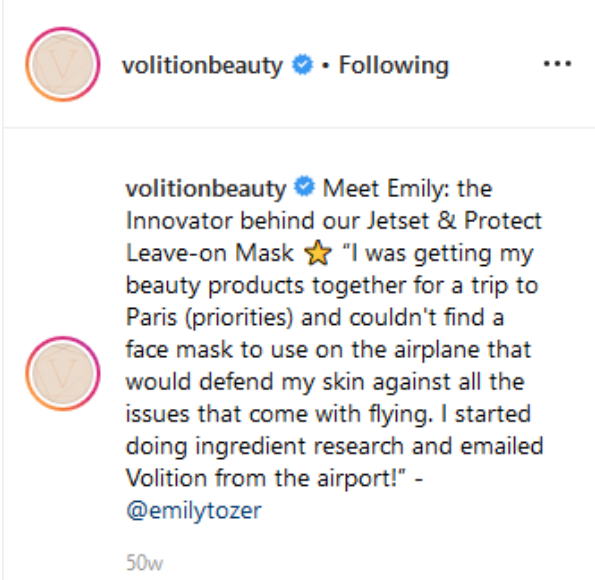 volitionbeauty • Following
volitionbeauty Meet Emily: the
Innovator behind our Jetset & Protect
Leave-on Mask ⭐ "I was getting my
beauty products together for a trip to
Paris (priorities) and couldn't find a
face mask to use on the airplane that
would defend my skin against all the
issues that come with flying. I started
doing ingredient research and emailed
Volition from the airport!" -
@emilytozer
50w